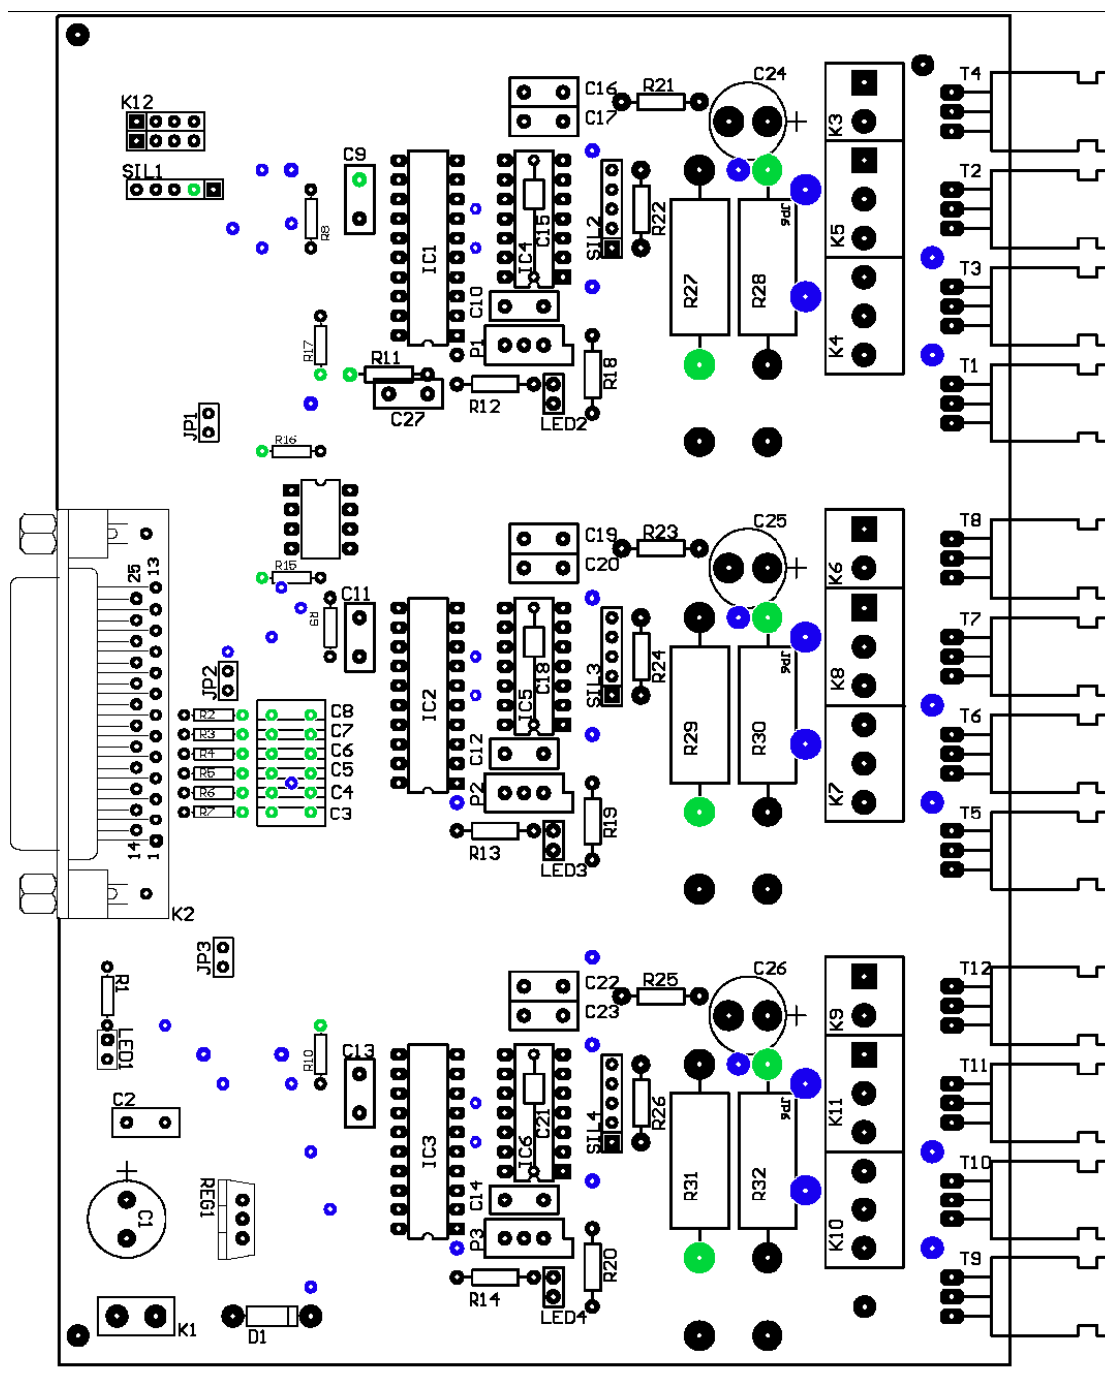 C24
T4
C16
R21
C17
K12
K3
C9
SIL1
T2
R8
IC1
IC4
C15
SIL2
R22
JP6
K5
T3
C10
R27
R28
P1
R17
R11
R18
K4
T1
R12
C27
LED2
JP1
R16
C25
T8
C19
R23
C20
K6
25
13
R15
C11
R9
T7
JP2
IC2
IC5
C18
SIL3
R24
JP6
K8
R2
C8
R3
C7
R4
C6
R5
C5
R6
C4
R7
C3
T6
C12
R29
R30
P2
R19
K7
T5
14
1
R13
LED3
K2
JP3
C26
T12
C22
R25
C23
K9
R1
LED1
R10
C13
T11
C2
IC3
IC6
C21
SIL4
R26
JP6
K11
T10
C1
REG1
C14
R31
R32
P3
R20
K10
T9
R14
LED4
K1
D1